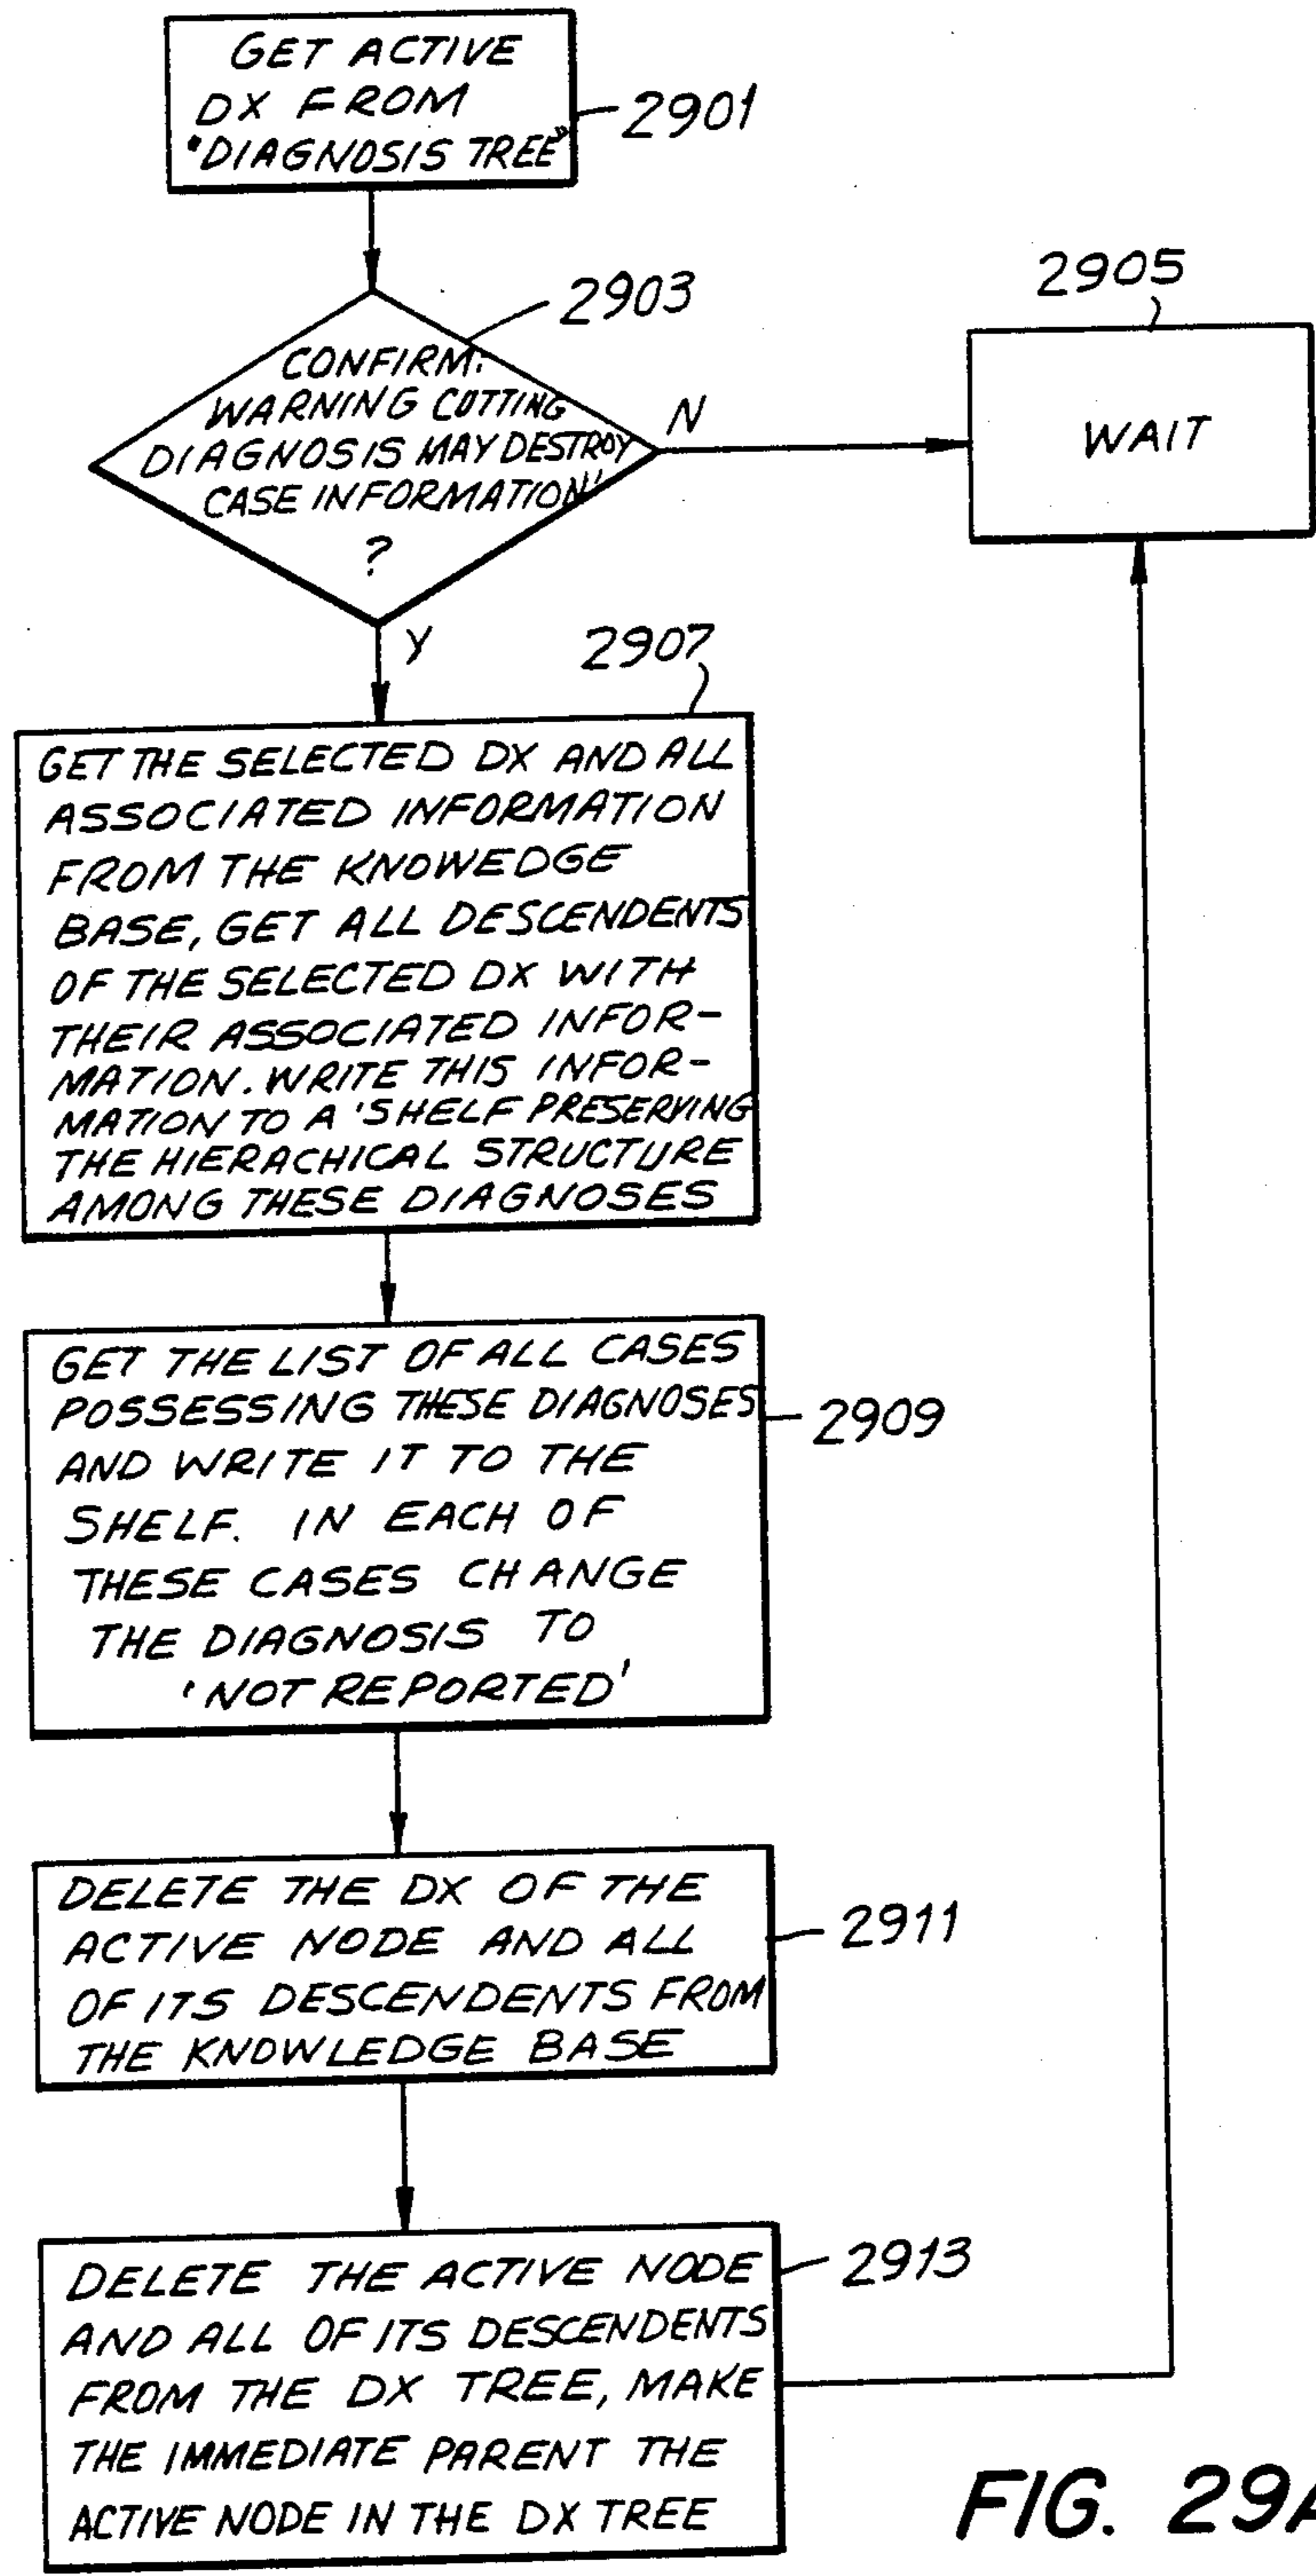 GET ACTIVE
DX FROM
"DIAGNOSIS TREE"
2901
2903
CONFIRM:
WARNING CUTTING
DIAGNOSIS MAY DESTROY
CASE INFORMATION'
?
N
2905
WAIT
Y
2907
GET THE SELECTED DX AND ALL
ASSOCIATED INFORMATION
FROM THE KNOWEDGE
BASE, GET ALL DESCENDENTS
OF THE SELECTED DX WITH
THEIR ASSOCIATED INFOR-
MATION. WRITE THIS INFOR-
MATION TO A 'SHELF PRESERVING
THE HIERACHICAL STRUCTURE
AMONG THESE DIAGNOSES
GET THE LIST OF ALL CASES
POSSESSING THESE DIAGNOSES
AND WRITE IT TO THE
SHELF. IN EACH OF
THESE CASES CHANGE
THE DIAGNOSIS TO
'NOT REPORTED'
2909
DELETE THE DX OF THE
ACTIVE NODE AND ALL
OF ITS DESCENDENTS FROM
THE KNOWLEDGE BASE
2911
DELETE THE ACTIVE NODE
AND ALL OF ITS DESCENDENTS
FROM THE DX TREE, MAKE
THE IMMEDIATE PARENT THE
ACTIVE NODE IN THE DX TREE
2913
FIG. 29A